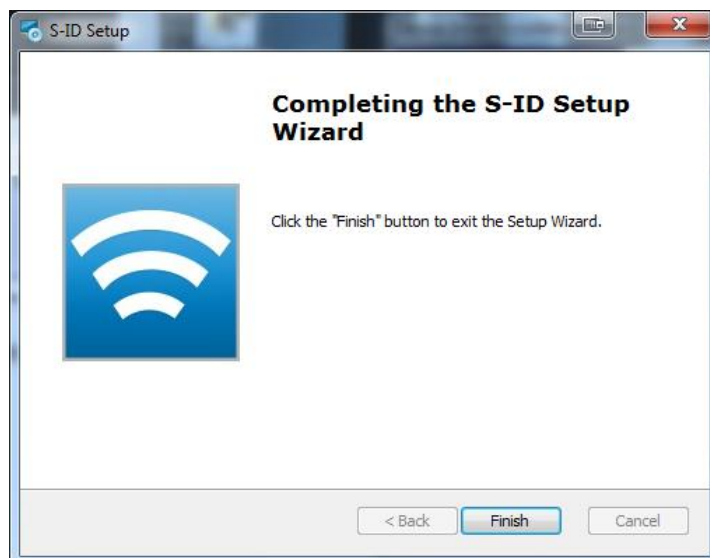 S-ID Setup
Completing the S-ID Setup
Wizard
Click the "Finish" button to exit the Setup Wizard.
< Back
Finish
Cancel